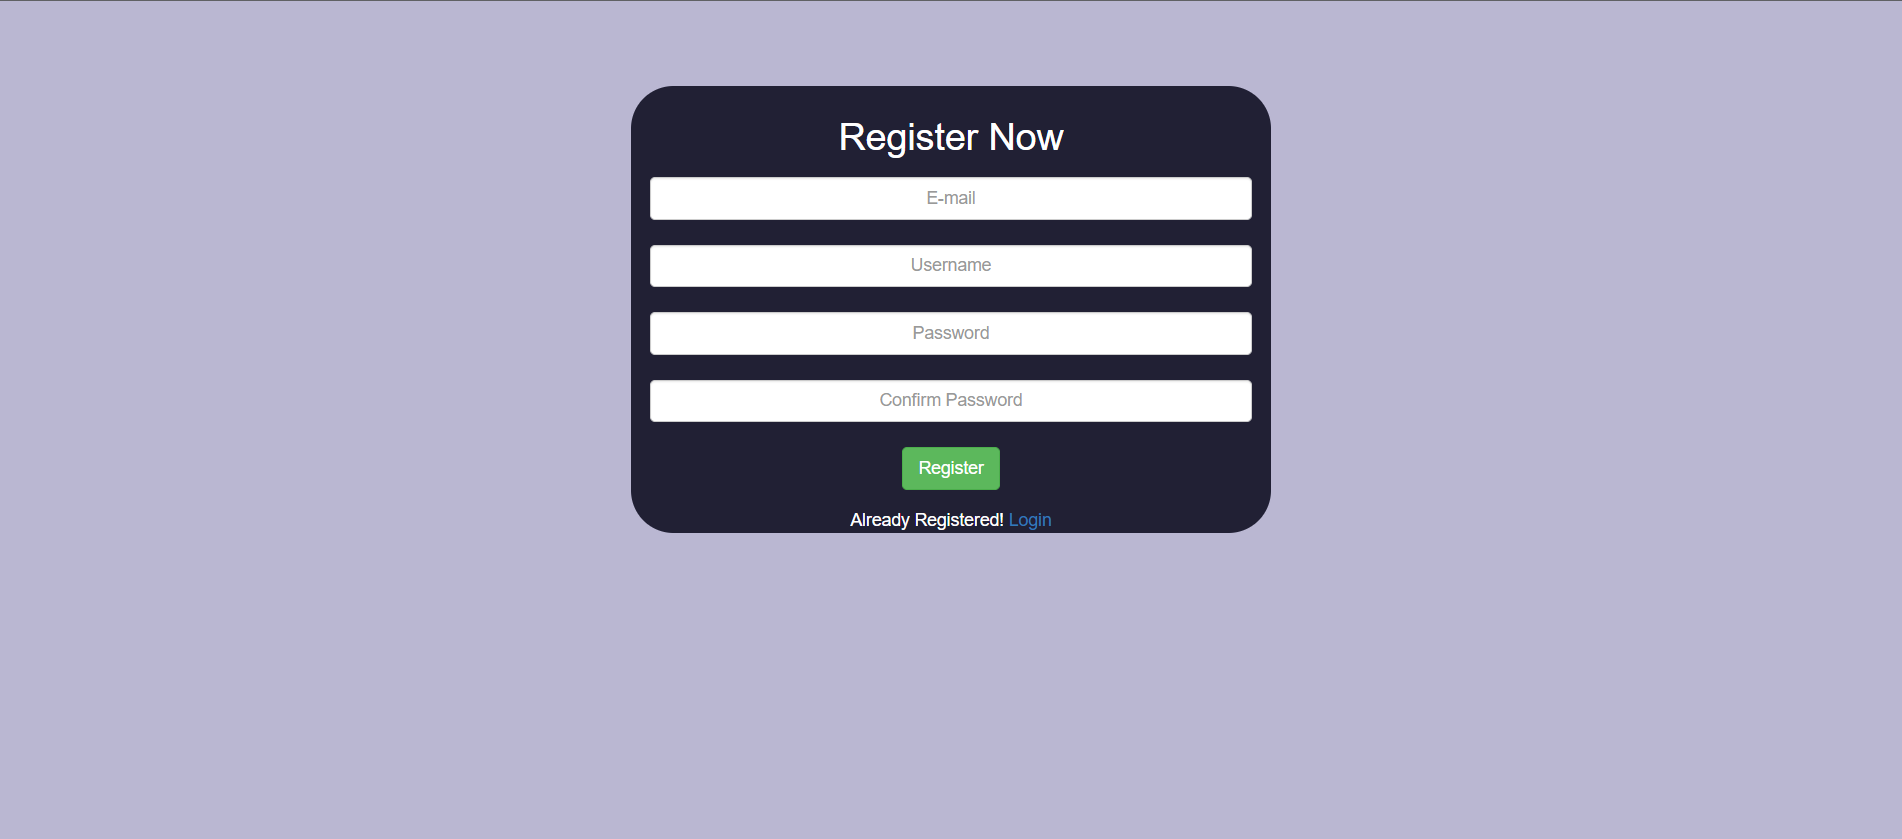 Register Now
E-mail
Username
Password
Confirm Password
Register
Already Registered! Login